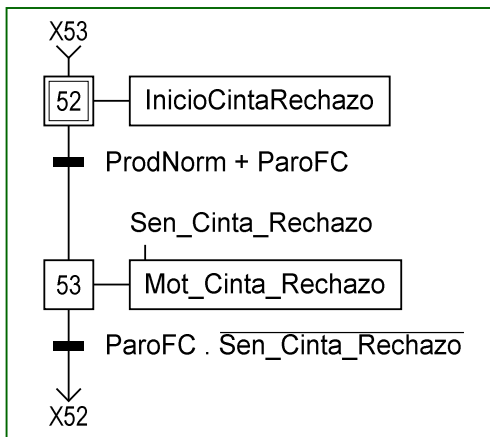 X53
52 InicioCintaRechazo
ProdNorm + ParoFC
Sen_Cinta_Rechazo
53 Mot_Cinta_Rechazo
ParoFC . Sen_Cinta_Rechazo
X52